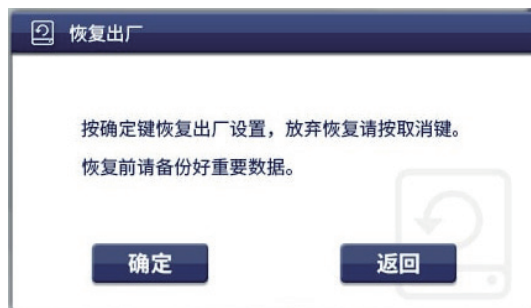 恢复出厂
按确定键恢复出厂设置，放弃恢复请按取消键。
恢复前请备份好重要数据。
确定
返回